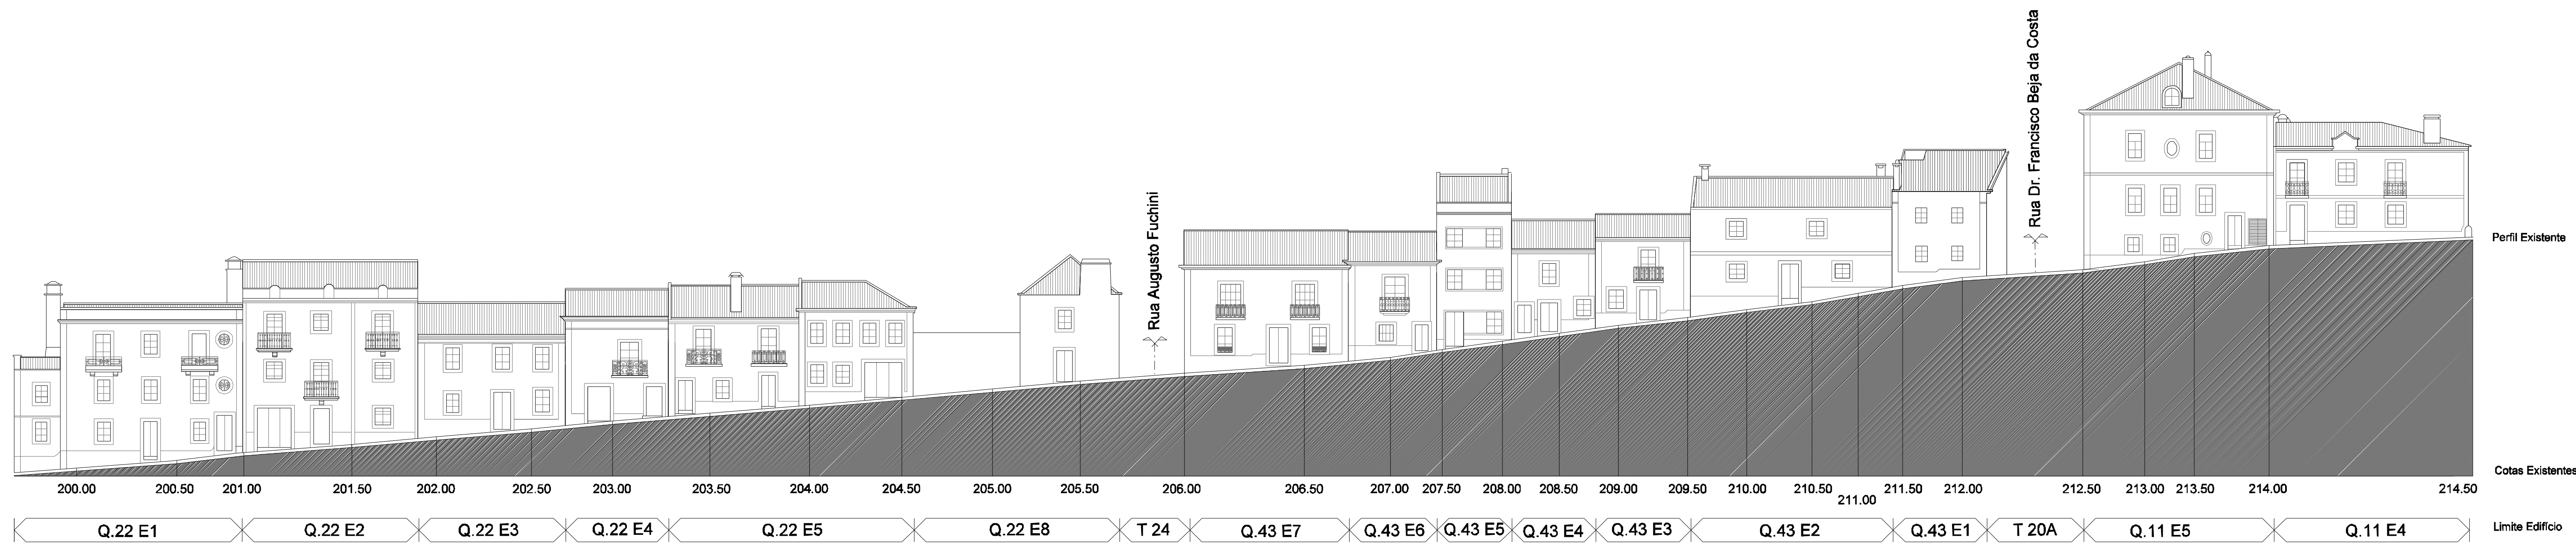 Rua Augusto Fuchini
Rua Dr. Francisco Beja da Costa
Perfil Existente
Cotas Existentes
200.00 200.50 201.00 201.50 202.00 202.50 203.00 203.50 204.00 204.50 205.00 205.50 206.00 206.50 207.00 207.50 208.00 208.50 209.00 209.50 210.00 210.50 211.00 211.50 212.00 212.50 213.00 213.50 214.00 214.50
Q.22 E1 Q.22 E2 Q.22 E3 Q.22 E4 Q.22 E5 Q.22 E8 T 24 Q.43 E7 Q.43 E6 Q.43 E5 Q.43 E4 Q.43 E3 Q.43 E2 Q.43 E1 T 20A Q.11 E5 Q.11 E4
Limite Edifício